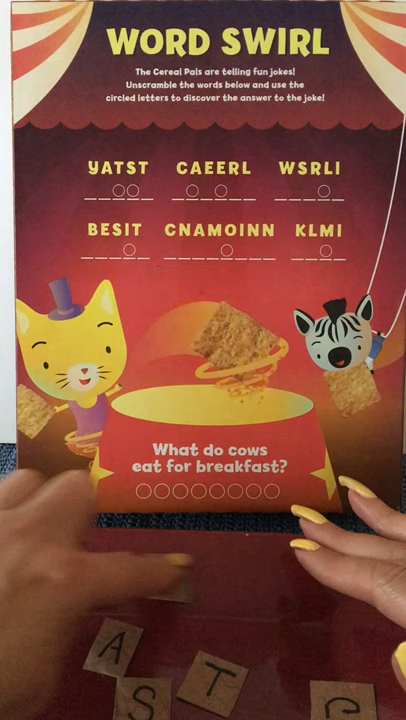 WORD SWIRL
The Cereal Pals are telling fun jokes!
Unscramble the words below and use the
circled letters to discover the answer to the joke!
YATST CAEERL WSRLI
BESIT CNAMOINN KLMI
What do cows
eat for breakfast?
A T
S